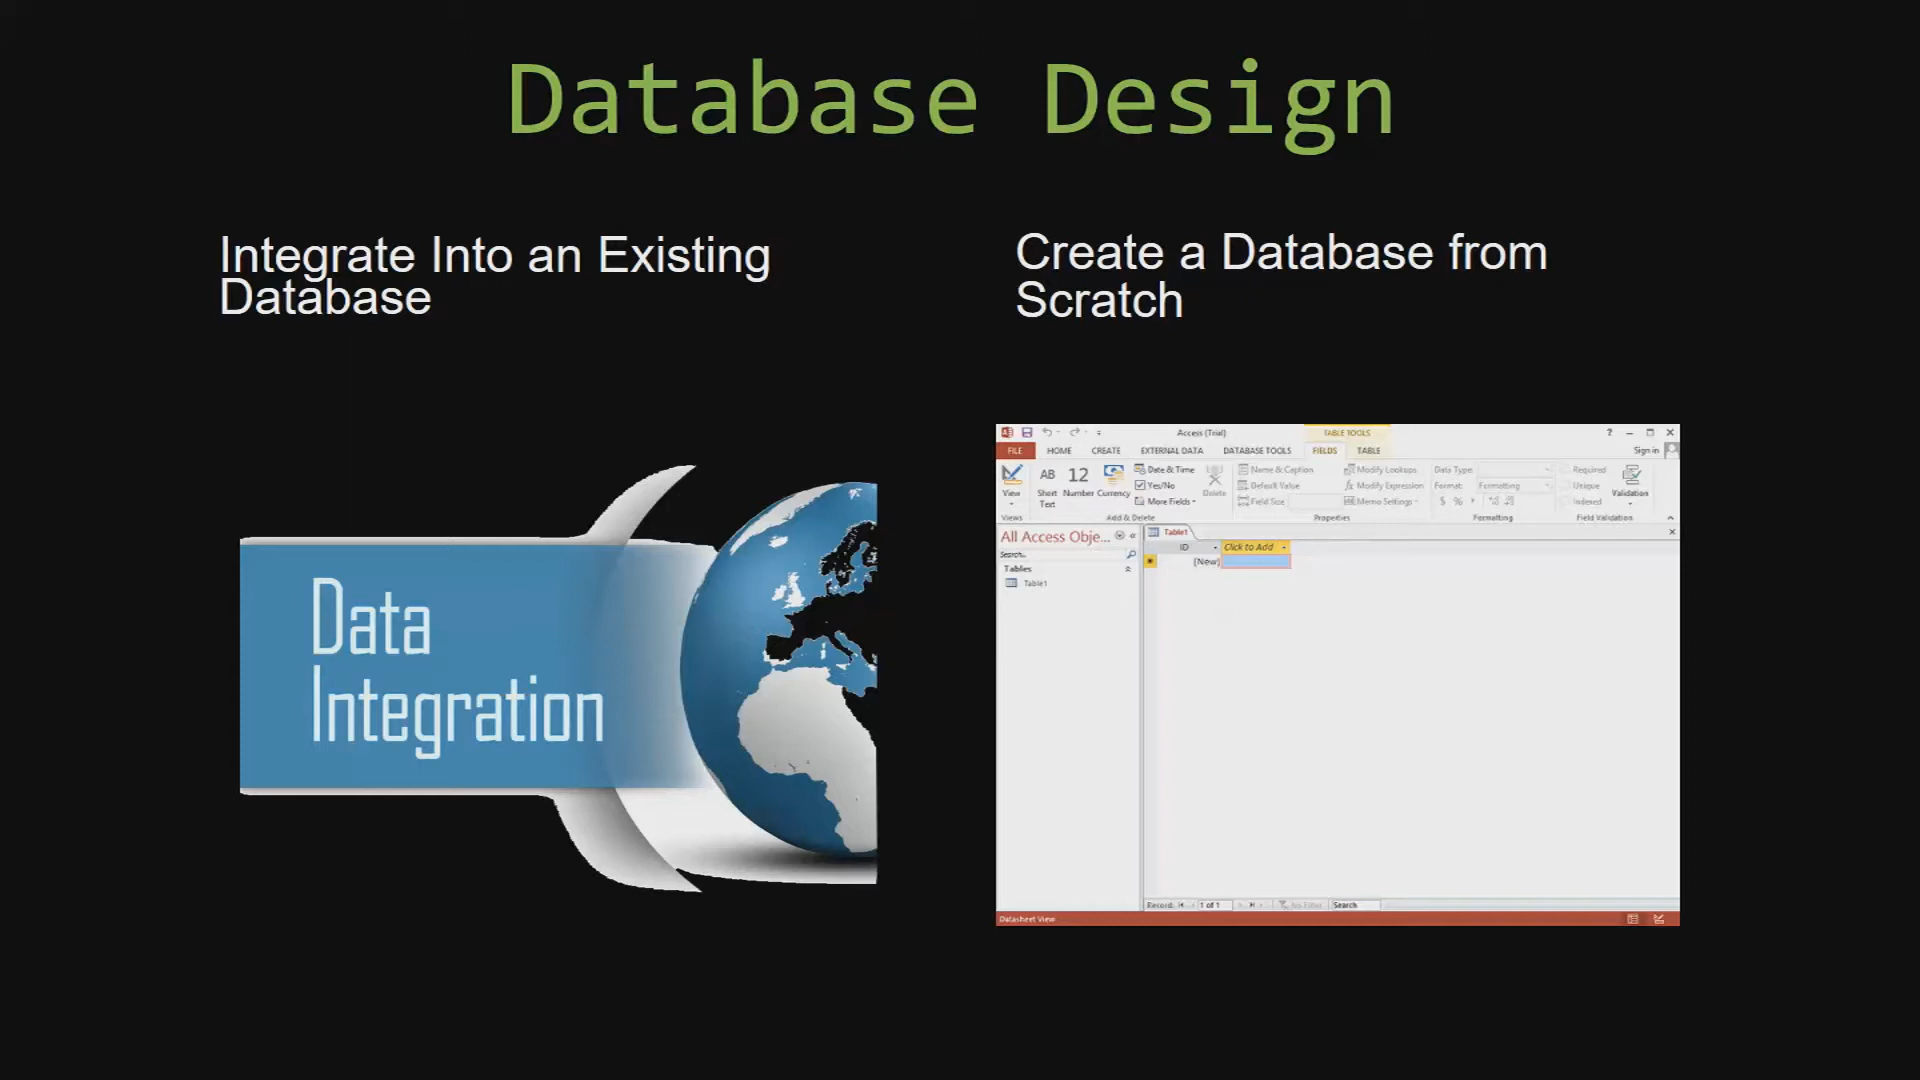 Database Design
Integrate Into an Existing
Database
Create a Database from
Scratch
Data
Integration
Access (Trial)
TABLE TOOLS
?
FILE
HOME
CREATE
EXTERNAL DATA
DATABASE TOOLS
FIELDS
TABLE
Sign in
View
AB
Short
Text
12
Number
Currency
Date & Time
Yes/No
More Fields
Delete
Name & Caption
Default Value
Field Size
Modify Lookups
Modify Expression
Memo Settings
Data Type:
Format:
Formatting
$ %
Required
Unique
Indexed
Validation
Views
Add & Delete
Properties
Formatting
Field Validation
All Access Obje...
Search...
Tables
Table1
Table1
ID
Click to Add
(New)
Record:
1 of 1
No Filter
Search
Datasheet View